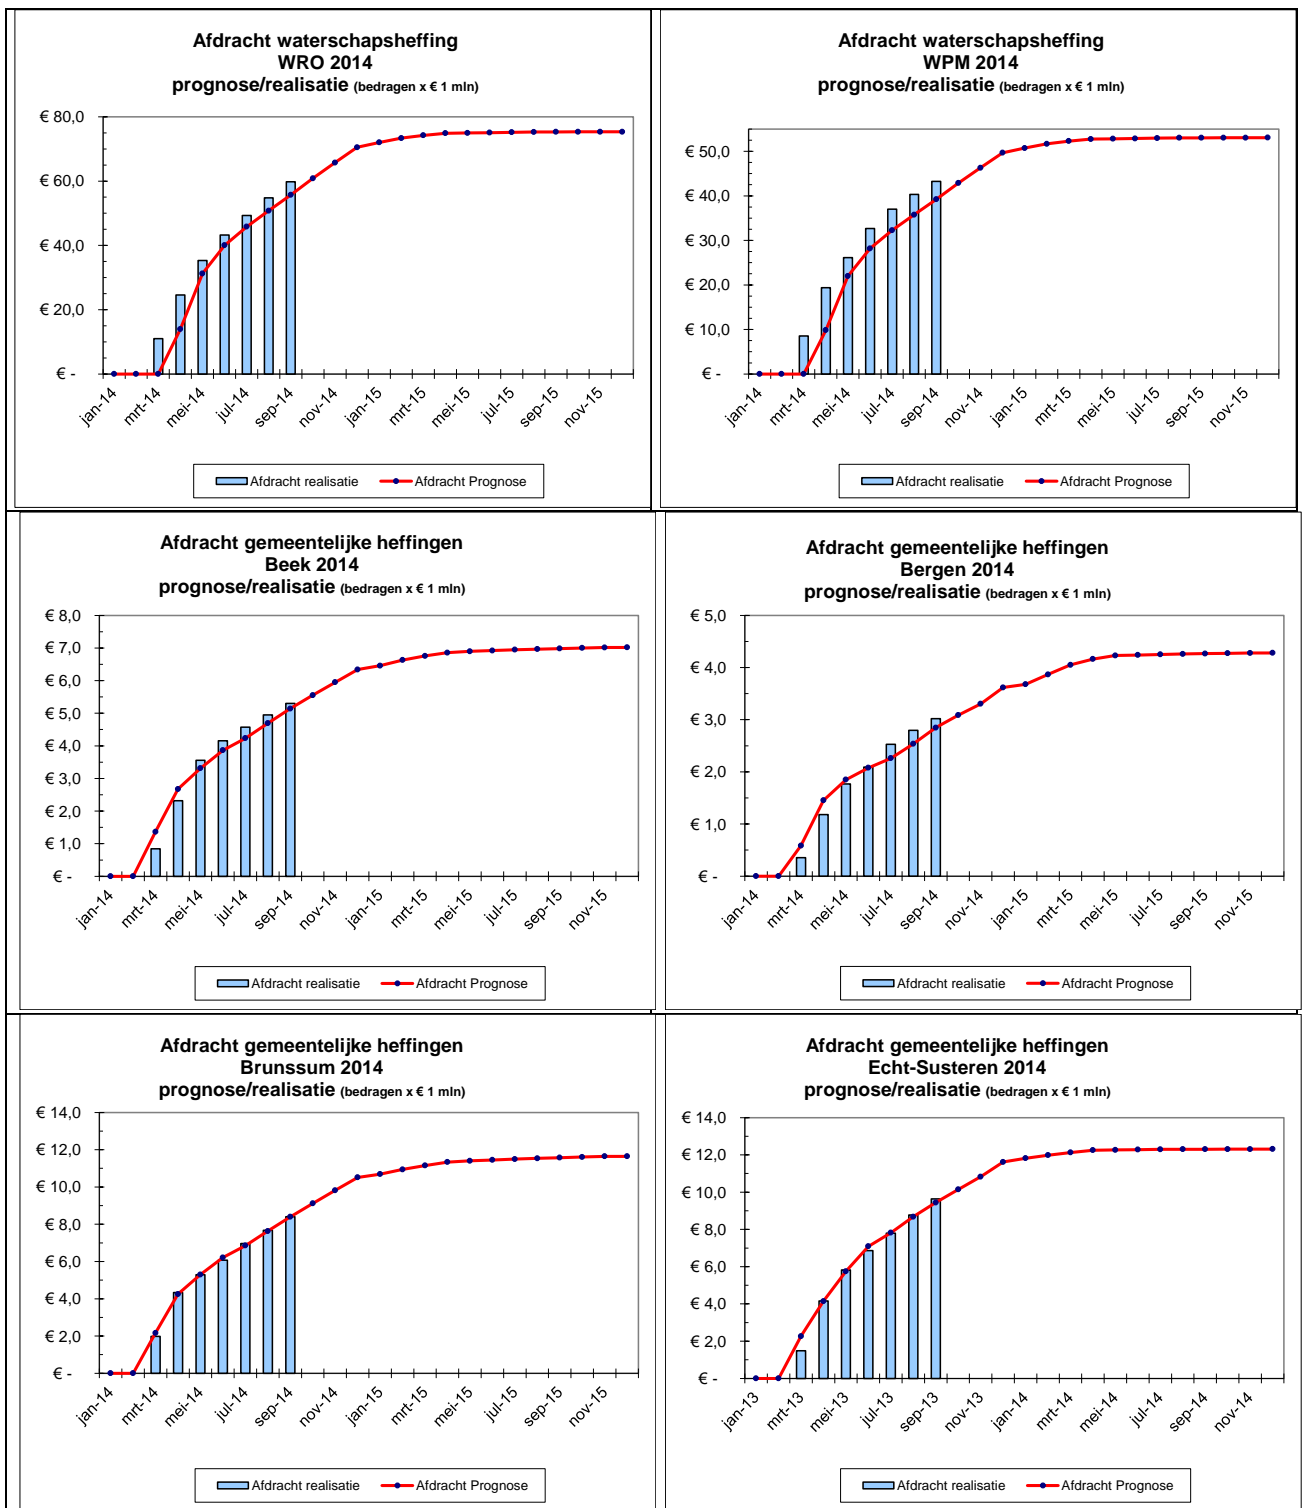 Afdracht waterschapsheffing
WRO 2014
prognose/realisatie (bedragen x € 1 mln)
€ 80,0
€ 60,0
€ 40,0
€ 20,0
€ -
jan-14
mrt-14
mei-14
jul-14
sep-14
nov-14
jan-15
mrt-15
mei-15
jul-15
sep-15
nov-15
Afdracht realisatie
Afdracht Prognose
Afdracht waterschapsheffing
WPM 2014
prognose/realisatie (bedragen x € 1 mln)
€ 50,0
€ 40,0
€ 30,0
€ 20,0
€ 10,0
€ -
jan-14
mrt-14
mei-14
jul-14
sep-14
nov-14
jan-15
mrt-15
mei-15
jul-15
sep-15
nov-15
Afdracht realisatie
Afdracht Prognose
Afdracht gemeentelijke heffingen
Beek 2014
prognose/realisatie (bedragen x € 1 mln)
€ 8,0
€ 7,0
€ 6,0
€ 5,0
€ 4,0
€ 3,0
€ 2,0
€ 1,0
€ -
jan-14
mrt-14
mei-14
jul-14
sep-14
nov-14
jan-15
mrt-15
mei-15
jul-15
sep-15
nov-15
Afdracht realisatie
Afdracht Prognose
Afdracht gemeentelijke heffingen
Bergen 2014
prognose/realisatie (bedragen x € 1 mln)
€ 5,0
€ 4,0
€ 3,0
€ 2,0
€ 1,0
€ -
jan-14
mrt-14
mei-14
jul-14
sep-14
nov-14
jan-15
mrt-15
mei-15
jul-15
sep-15
nov-15
Afdracht realisatie
Afdracht Prognose
Afdracht gemeentelijke heffingen
Brunssum 2014
prognose/realisatie (bedragen x € 1 mln)
€ 14,0
€ 12,0
€ 10,0
€ 8,0
€ 6,0
€ 4,0
€ 2,0
€ -
jan-14
mrt-14
mei-14
jul-14
sep-14
nov-14
jan-15
mrt-15
mei-15
jul-15
sep-15
nov-15
Afdracht realisatie
Afdracht Prognose
Afdracht gemeentelijke heffingen
Echt-Susteren 2014
prognose/realisatie (bedragen x € 1 mln)
€ 14,0
€ 12,0
€ 10,0
€ 8,0
€ 6,0
€ 4,0
€ 2,0
€ -
jan-13
mrt-13
mei-13
jul-13
sep-13
nov-13
jan-14
mrt-14
mei-14
jul-14
sep-14
nov-14
Afdracht realisatie
Afdracht Prognose